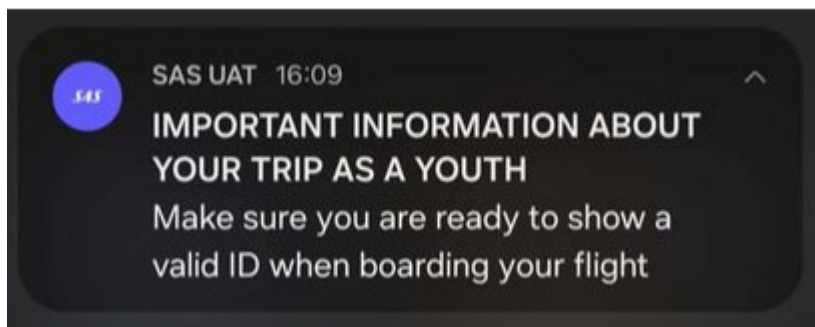 SAS
SAS UAT 16:09
IMPORTANT INFORMATION ABOUT
YOUR TRIP AS A YOUTH
Make sure you are ready to show a
valid ID when boarding your flight